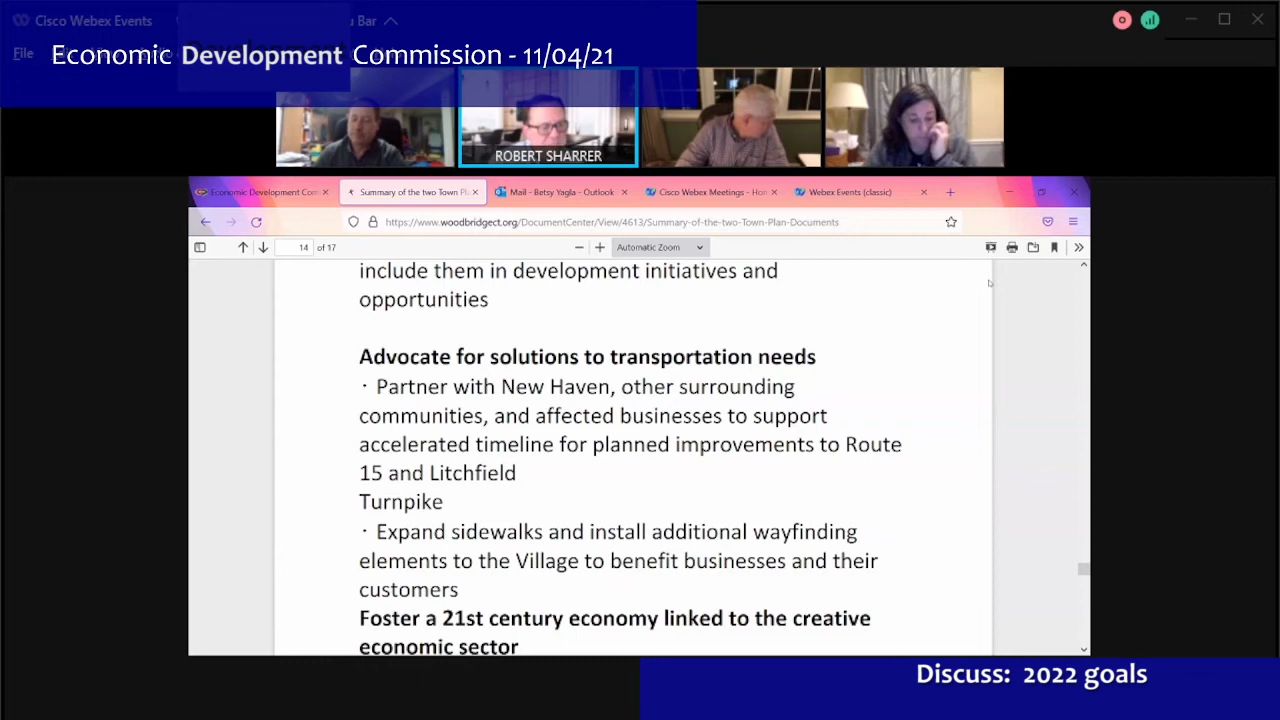 Cisco Webex Events
u Bar
File
Economic Development Commission - 11/04/21
ROBERT SHARRER
Economic Development Com
Summary of the two Town Pl
Mail - Betsy Yagla - Outlook
Cisco Webex Meetings - Hon
Webex Events (classic)
https://www.woodbridgect.org/DocumentCenter/View/4613/Summary-of-the-two-Town-Plan-Documents
14 of 17
Automatic Zoom
include them in development initiatives and
opportunities
Advocate for solutions to transportation needs
· Partner with New Haven, other surrounding
communities, and affected businesses to support
accelerated timeline for planned improvements to Route
15 and Litchfield
Turnpike
· Expand sidewalks and install additional wayfinding
elements to the Village to benefit businesses and their
customers
Foster a 21st century economy linked to the creative
economic sector
Discuss: 2022 goals